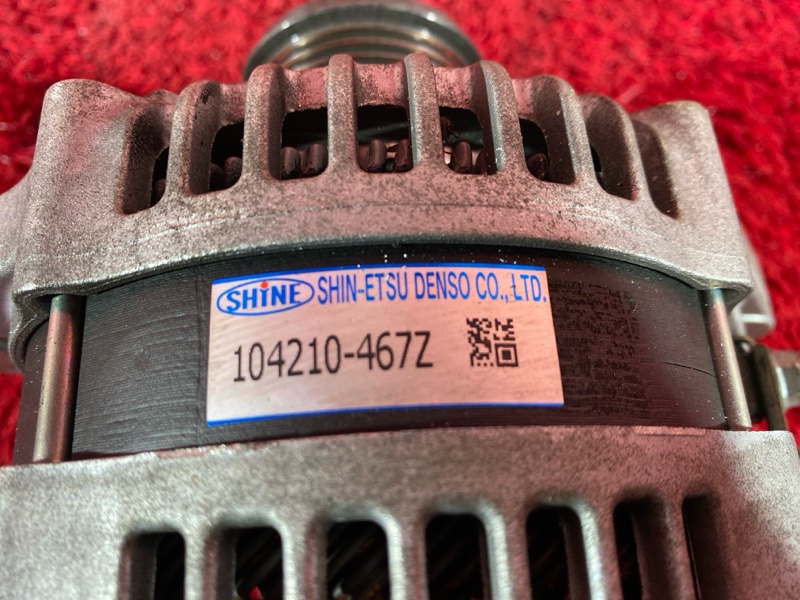 SHiNE SHIN-ETSU DENSO CO., LTD.
104210-467Z